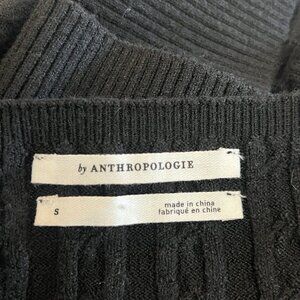 by ANTHROPOLOGIE
S
made in china
fabriqué en chine